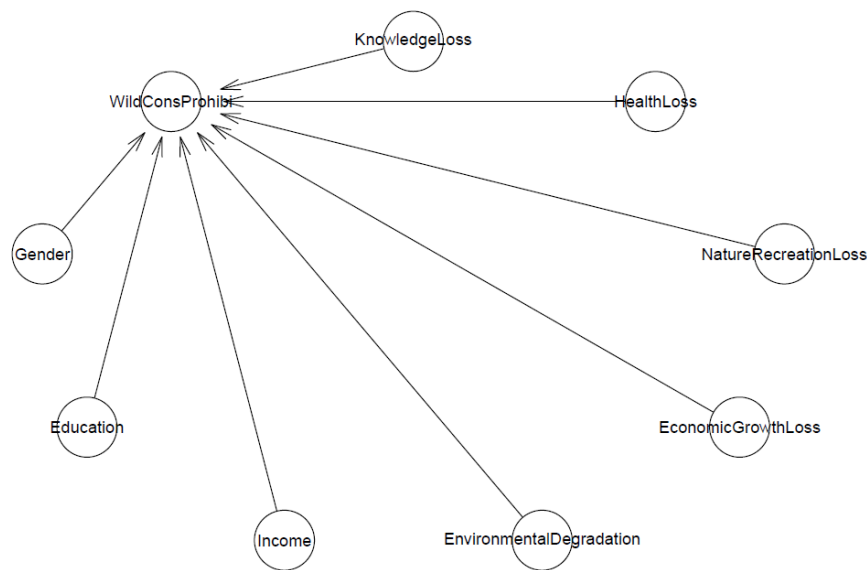 KnowledgeLoss
WildConsProhibi
HealthLoss
Gender
NatureRecreationLoss
Education
EconomicGrowthLoss
Income
EnvironmentalDegradation